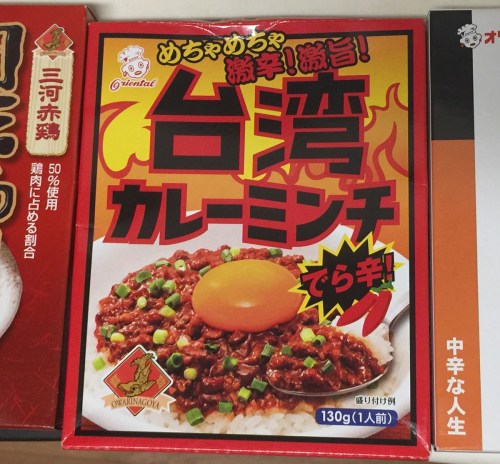 三河赤鶏
50%使用
鶏肉に占める割合
Oriental
めちゃめちゃ
激辛!激旨!
台湾
カレーミンチ
でら辛!
OWARINAGOYA
盛り付け例
130g(1人前)
オ
中辛な人生